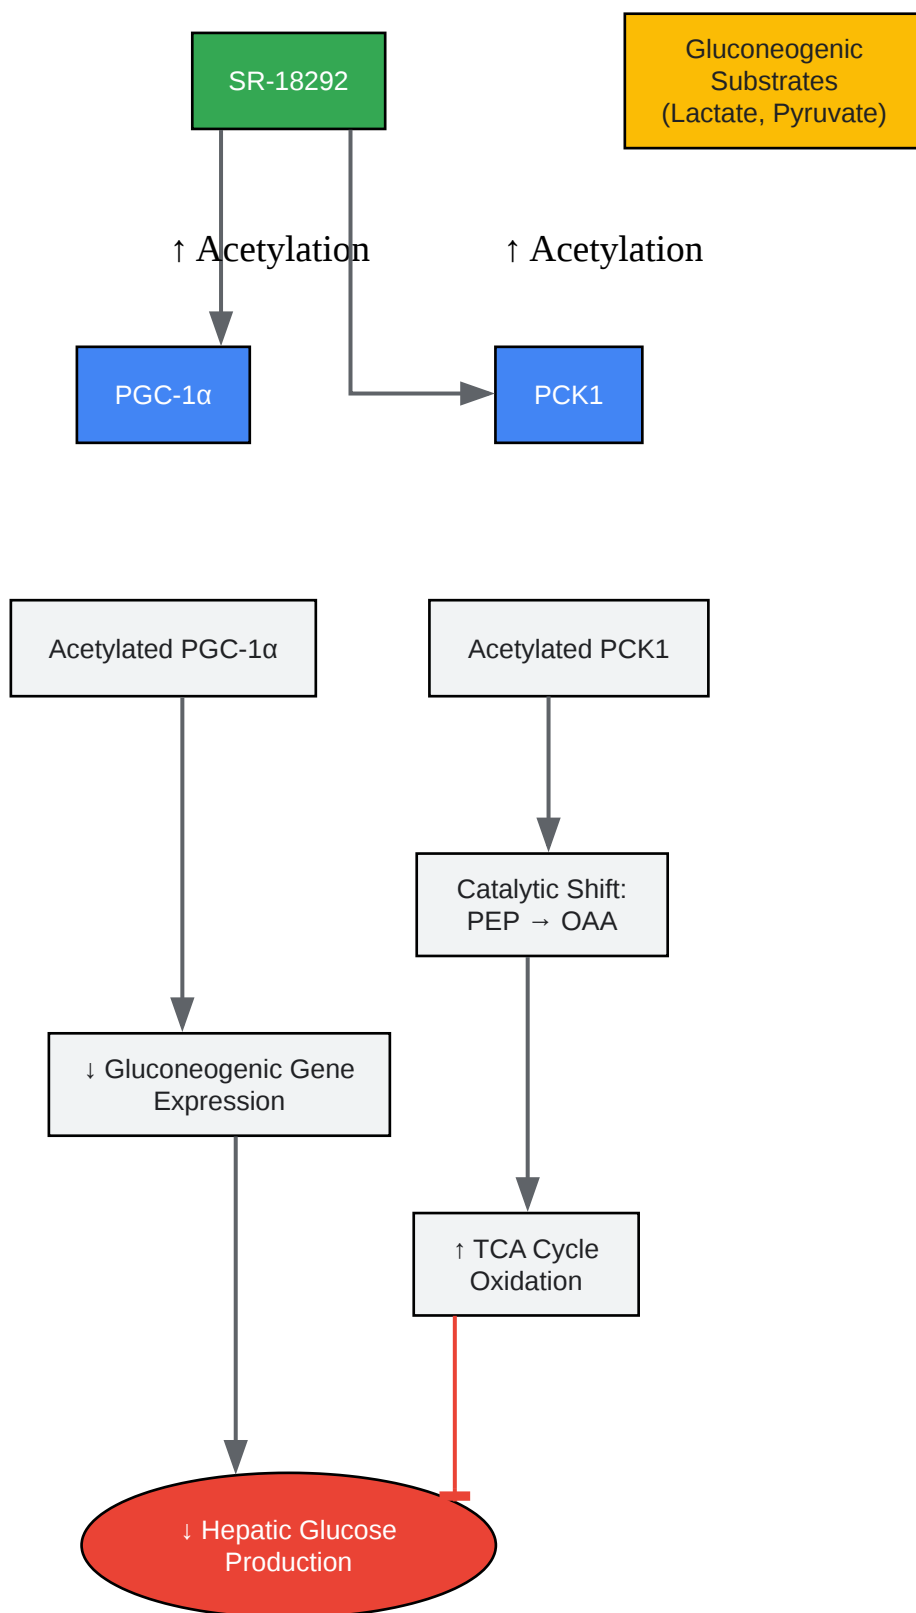 SR-18292
Gluconeogenic
Substrates
(Lactate, Pyruvate)
↑ Acetylation
↑ Acetylation
PGC-1α
PCK1
Acetylated PGC-1α
Acetylated PCK1
Catalytic Shift:
PEP → OAA
↓ Gluconeogenic Gene
Expression
↑ TCA Cycle
Oxidation
↓ Hepatic Glucose
Production